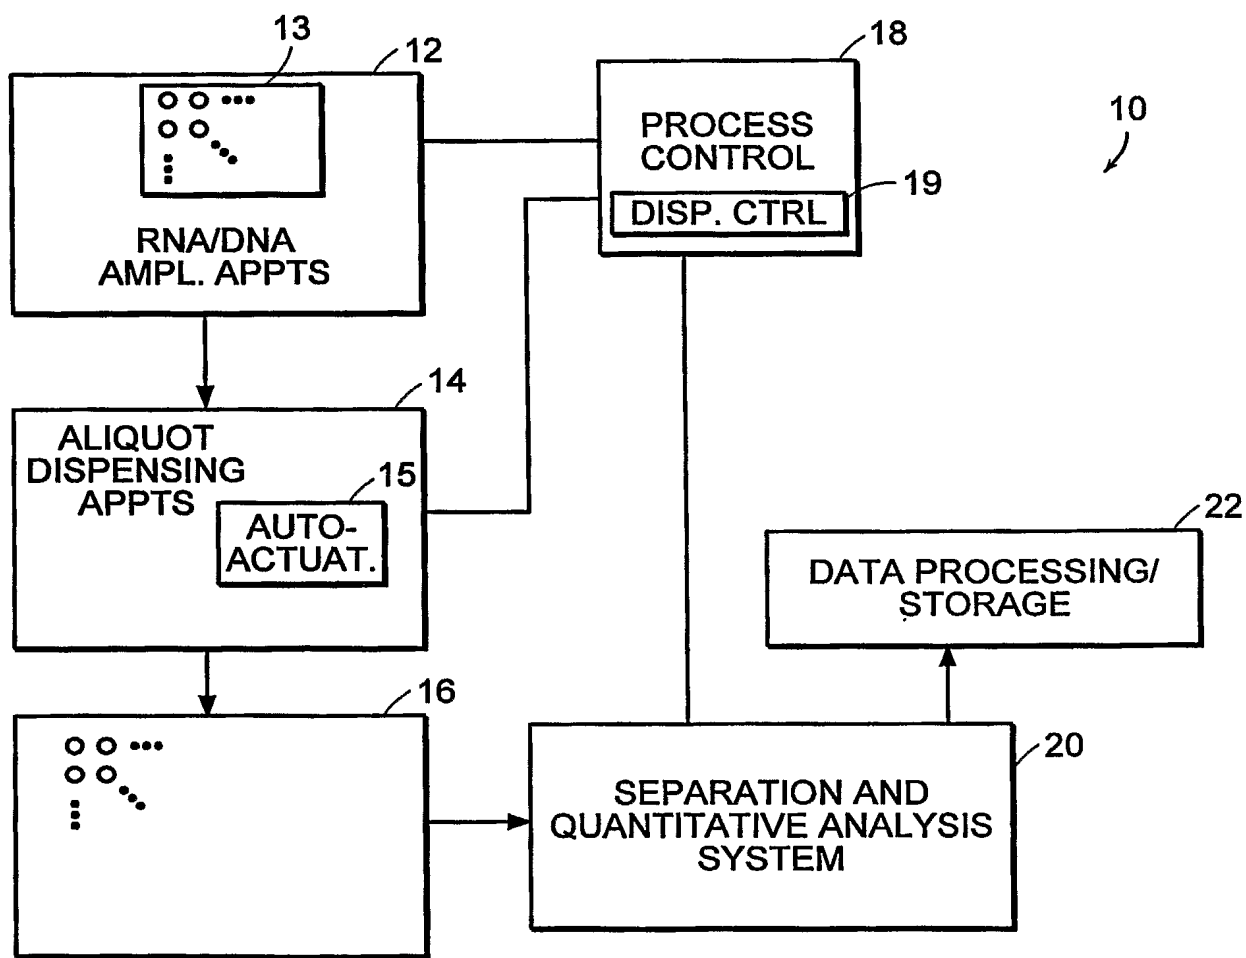 13
12
RNA/DNA
AMPL. APPTS
18
PROCESS
CONTROL
19
DISP. CTRL
10
14
ALIQUOT
DISPENSING
APPTS
15
AUTO-
ACTUAT.
22
DATA PROCESSING/
STORAGE
16
20
SEPARATION AND
QUANTITATIVE ANALYSIS
SYSTEM